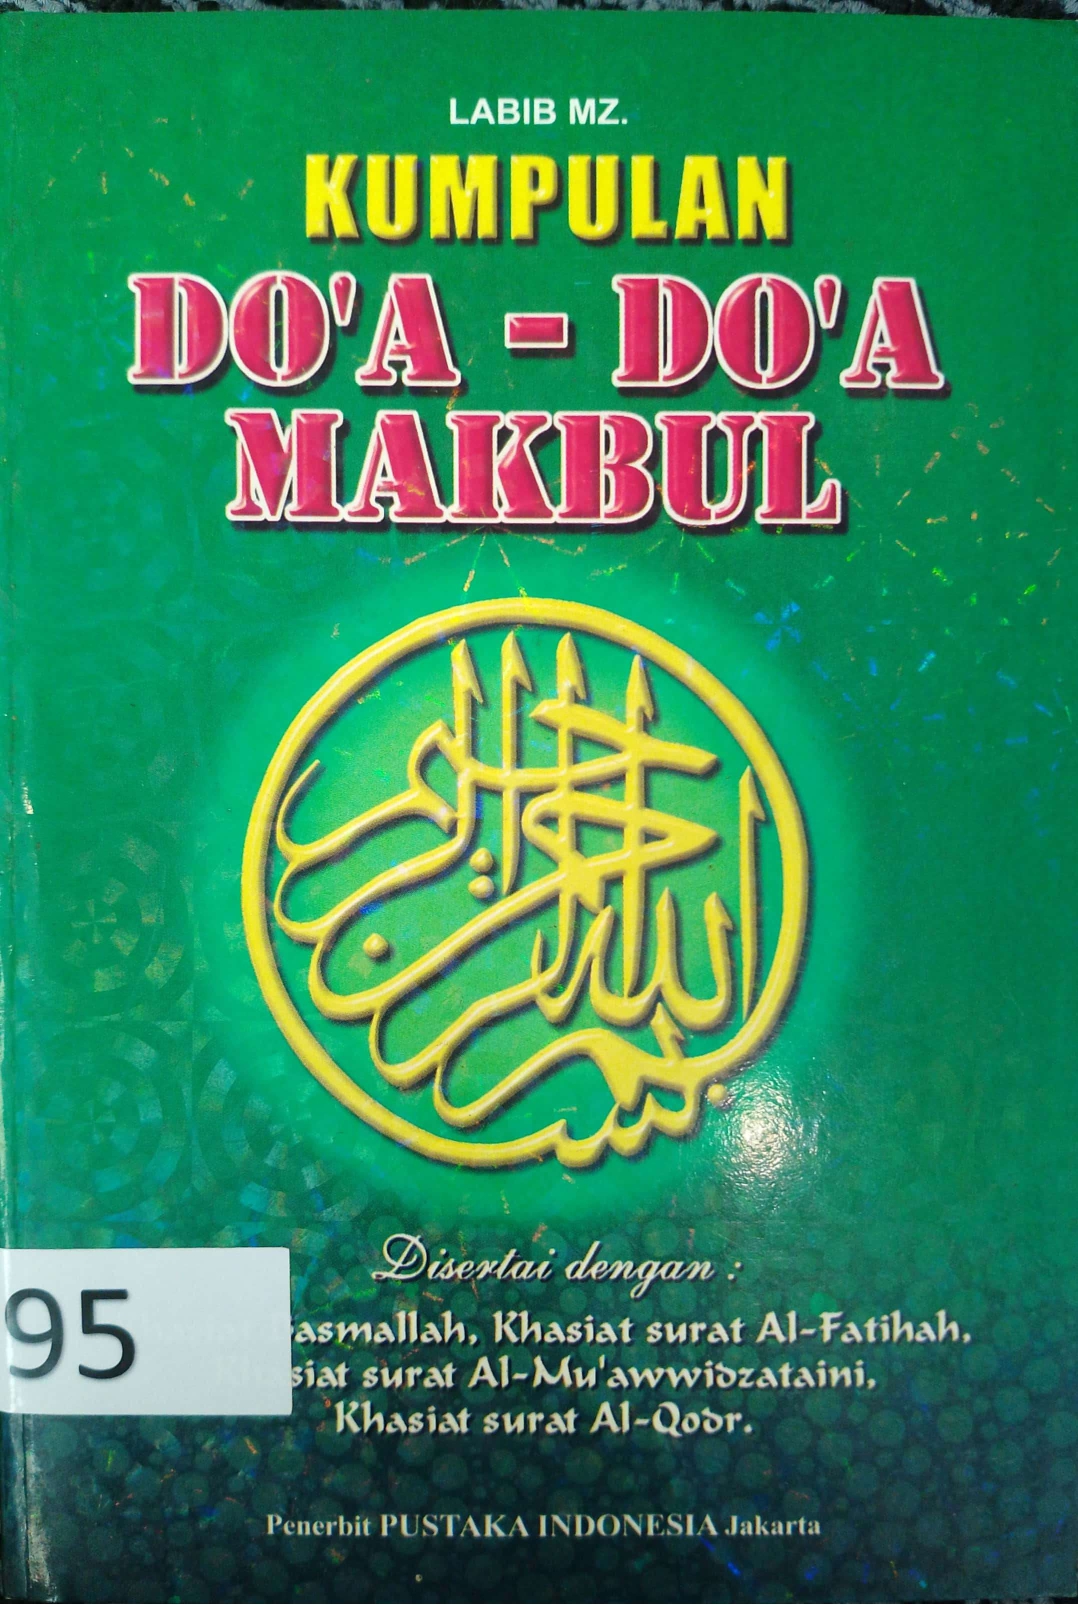 LABIB MZ.
KUMPULAN
DO'A - DO'A
MAKBUL
بسم الله الرحمن الرحيم
Disertai dengan :
95
asmallah, Khasiat surat Al-Fatihah,
siat surat Al-Mu'awwidzataini,
Khasiat surat Al-Qodr.
Penerbit PUSTAKA INDONESIA Jakarta